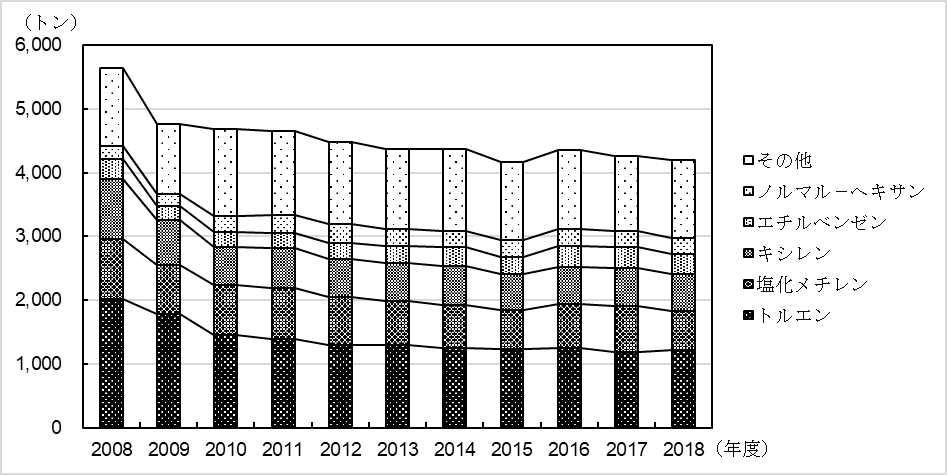 （トン）
6,000
5,000
4,000
3,000
2,000
1,000
0
2008 2009 2010 2011 2012 2013 2014 2015 2016 2017 2018 （年度）
その他
ノルマル－ヘキサン
エチルベンゼン
キシレン
塩化メチレン
トルエン